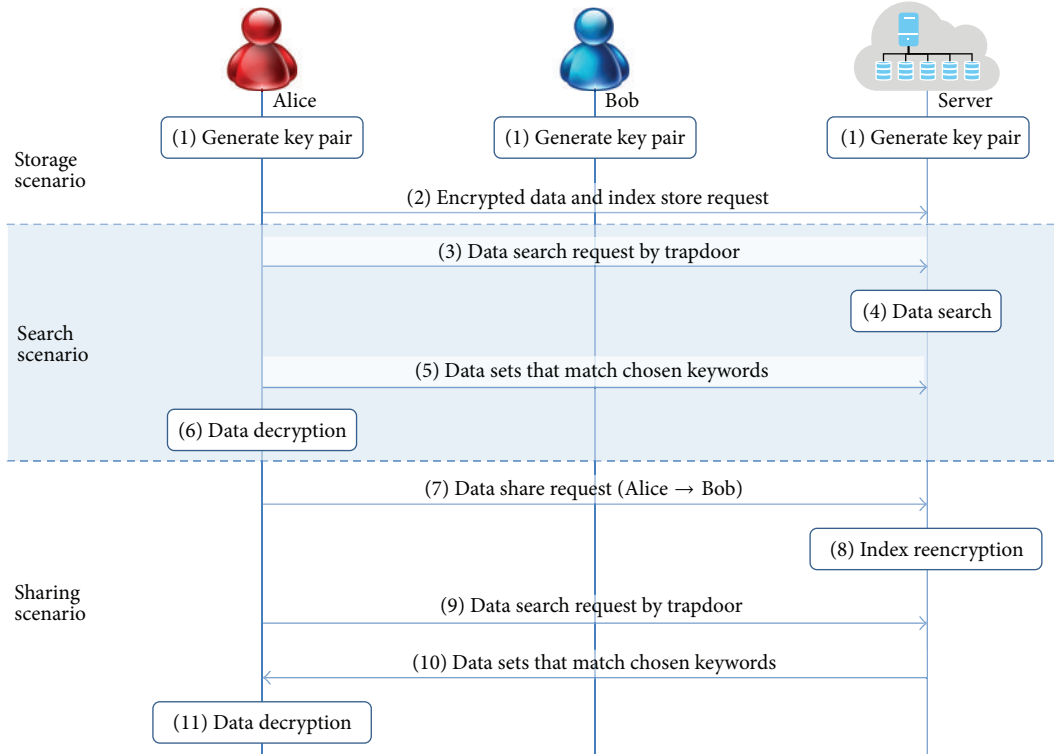 Alice
Bob
Server
(1) Generate key pair
(1) Generate key pair
(1) Generate key pair
Storage
scenario
(2) Encrypted data and index store request
(3) Data search request by trapdoor
(4) Data search
Search
scenario
(5) Data sets that match chosen keywords
(6) Data decryption
(7) Data share request (Alice → Bob)
(8) Index reencryption
Sharing
scenario
(9) Data search request by trapdoor
(10) Data sets that match chosen keywords
(11) Data decryption